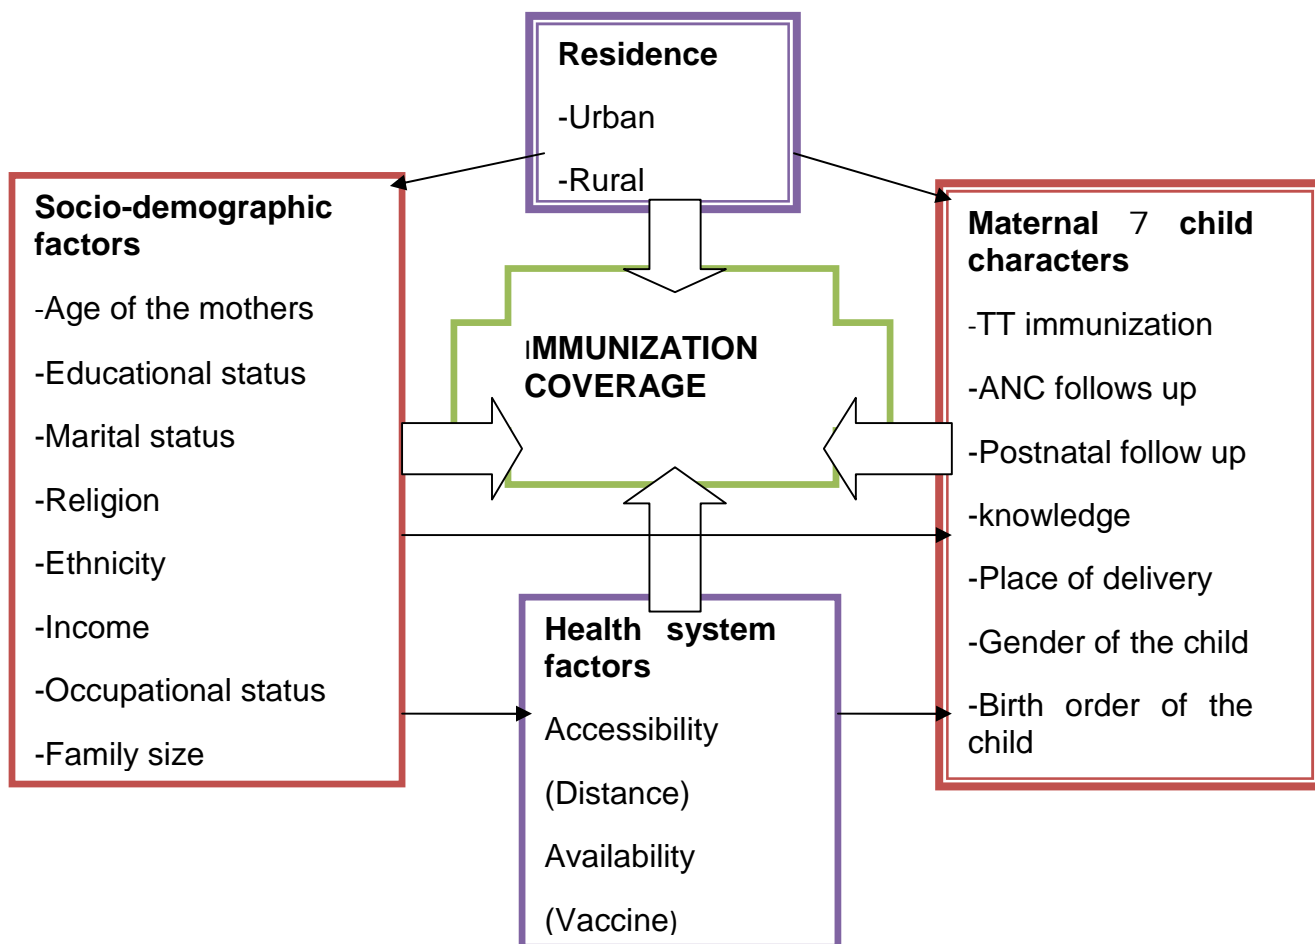 Residence
-Urban
-Rural
Socio-demographic
factors
-Age of the mothers
-Educational status
-Marital status
-Religion
-Ethnicity
-Income
-Occupational status
-Family size
IMMUNIZATION
COVERAGE
Maternal 7 child
characters
-TT immunization
-ANC follows up
-Postnatal follow up
-knowledge
-Place of delivery
-Gender of the child
-Birth order of the
child
Health system
factors
Accessibility
(Distance)
Availability
(Vaccine)